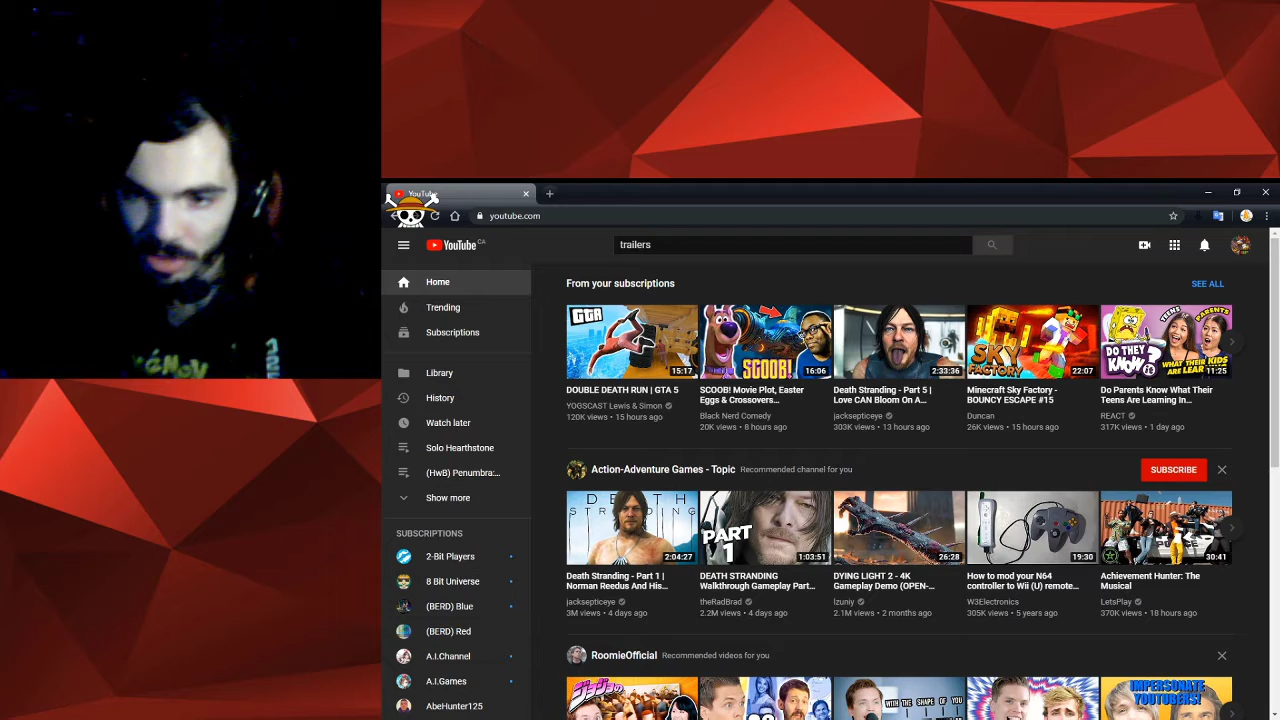 YouTube
youtube.com
YouTube CA
trailers
Home
Trending
Subscriptions
Library
History
Watch later
Solo Hearthstone
(HwB) Penumbra:...
Show more
SUBSCRIPTIONS
2-Bit Players
8 Bit Universe
(BERD) Blue
(BERD) Red
A.I.Channel
A.I.Games
AbeHunter125
From your subscriptions
SEE ALL
GTA
15:17
DOUBLE DEATH RUN | GTA 5
YOGSCAST Lewis & Simon
120K views • 15 hours ago
SCOOB!
16:06
SCOOB! Movie Plot, Easter
Eggs & Crossovers...
Black Nerd Comedy
20K views • 8 hours ago
2:33:36
Death Stranding - Part 5 |
Love CAN Bloom On A...
jacksepticeye
303K views • 13 hours ago
SKY
FACTORY
22:07
Minecraft Sky Factory -
BOUNCY ESCAPE #15
Duncan
26K views • 15 hours ago
TEENS
PARENTS
DO THEY
KNOW?
WHAT THEIR
KIDS
ARE LEAR
11:25
Do Parents Know What Their
Teens Are Learning In...
REACT
317K views • 1 day ago
Action-Adventure Games - Topic
Recommended channel for you
SUBSCRIBE
DEATH
STRANDING
2:04:27
Death Stranding - Part 1 |
Norman Reedus And His...
jacksepticeye
3M views • 4 days ago
PART
1
1:03:51
DEATH STRANDING
Walkthrough Gameplay Part...
theRadBrad
2.2M views • 4 days ago
26:28
DYING LIGHT 2 - 4K
Gameplay Demo (OPEN-...
lzuniy
2.1M views • 2 months ago
19:30
How to mod your N64
controller to Wii (U) remote...
W3Electronics
305K views • 5 years ago
30:41
Achievement Hunter: The
Musical
LetsPlay
370K views • 18 hours ago
RoomieOfficial
Recommended videos for you
WITH THE SHAPE OF YOU
IMPERSONATE
YOUTUBERS!